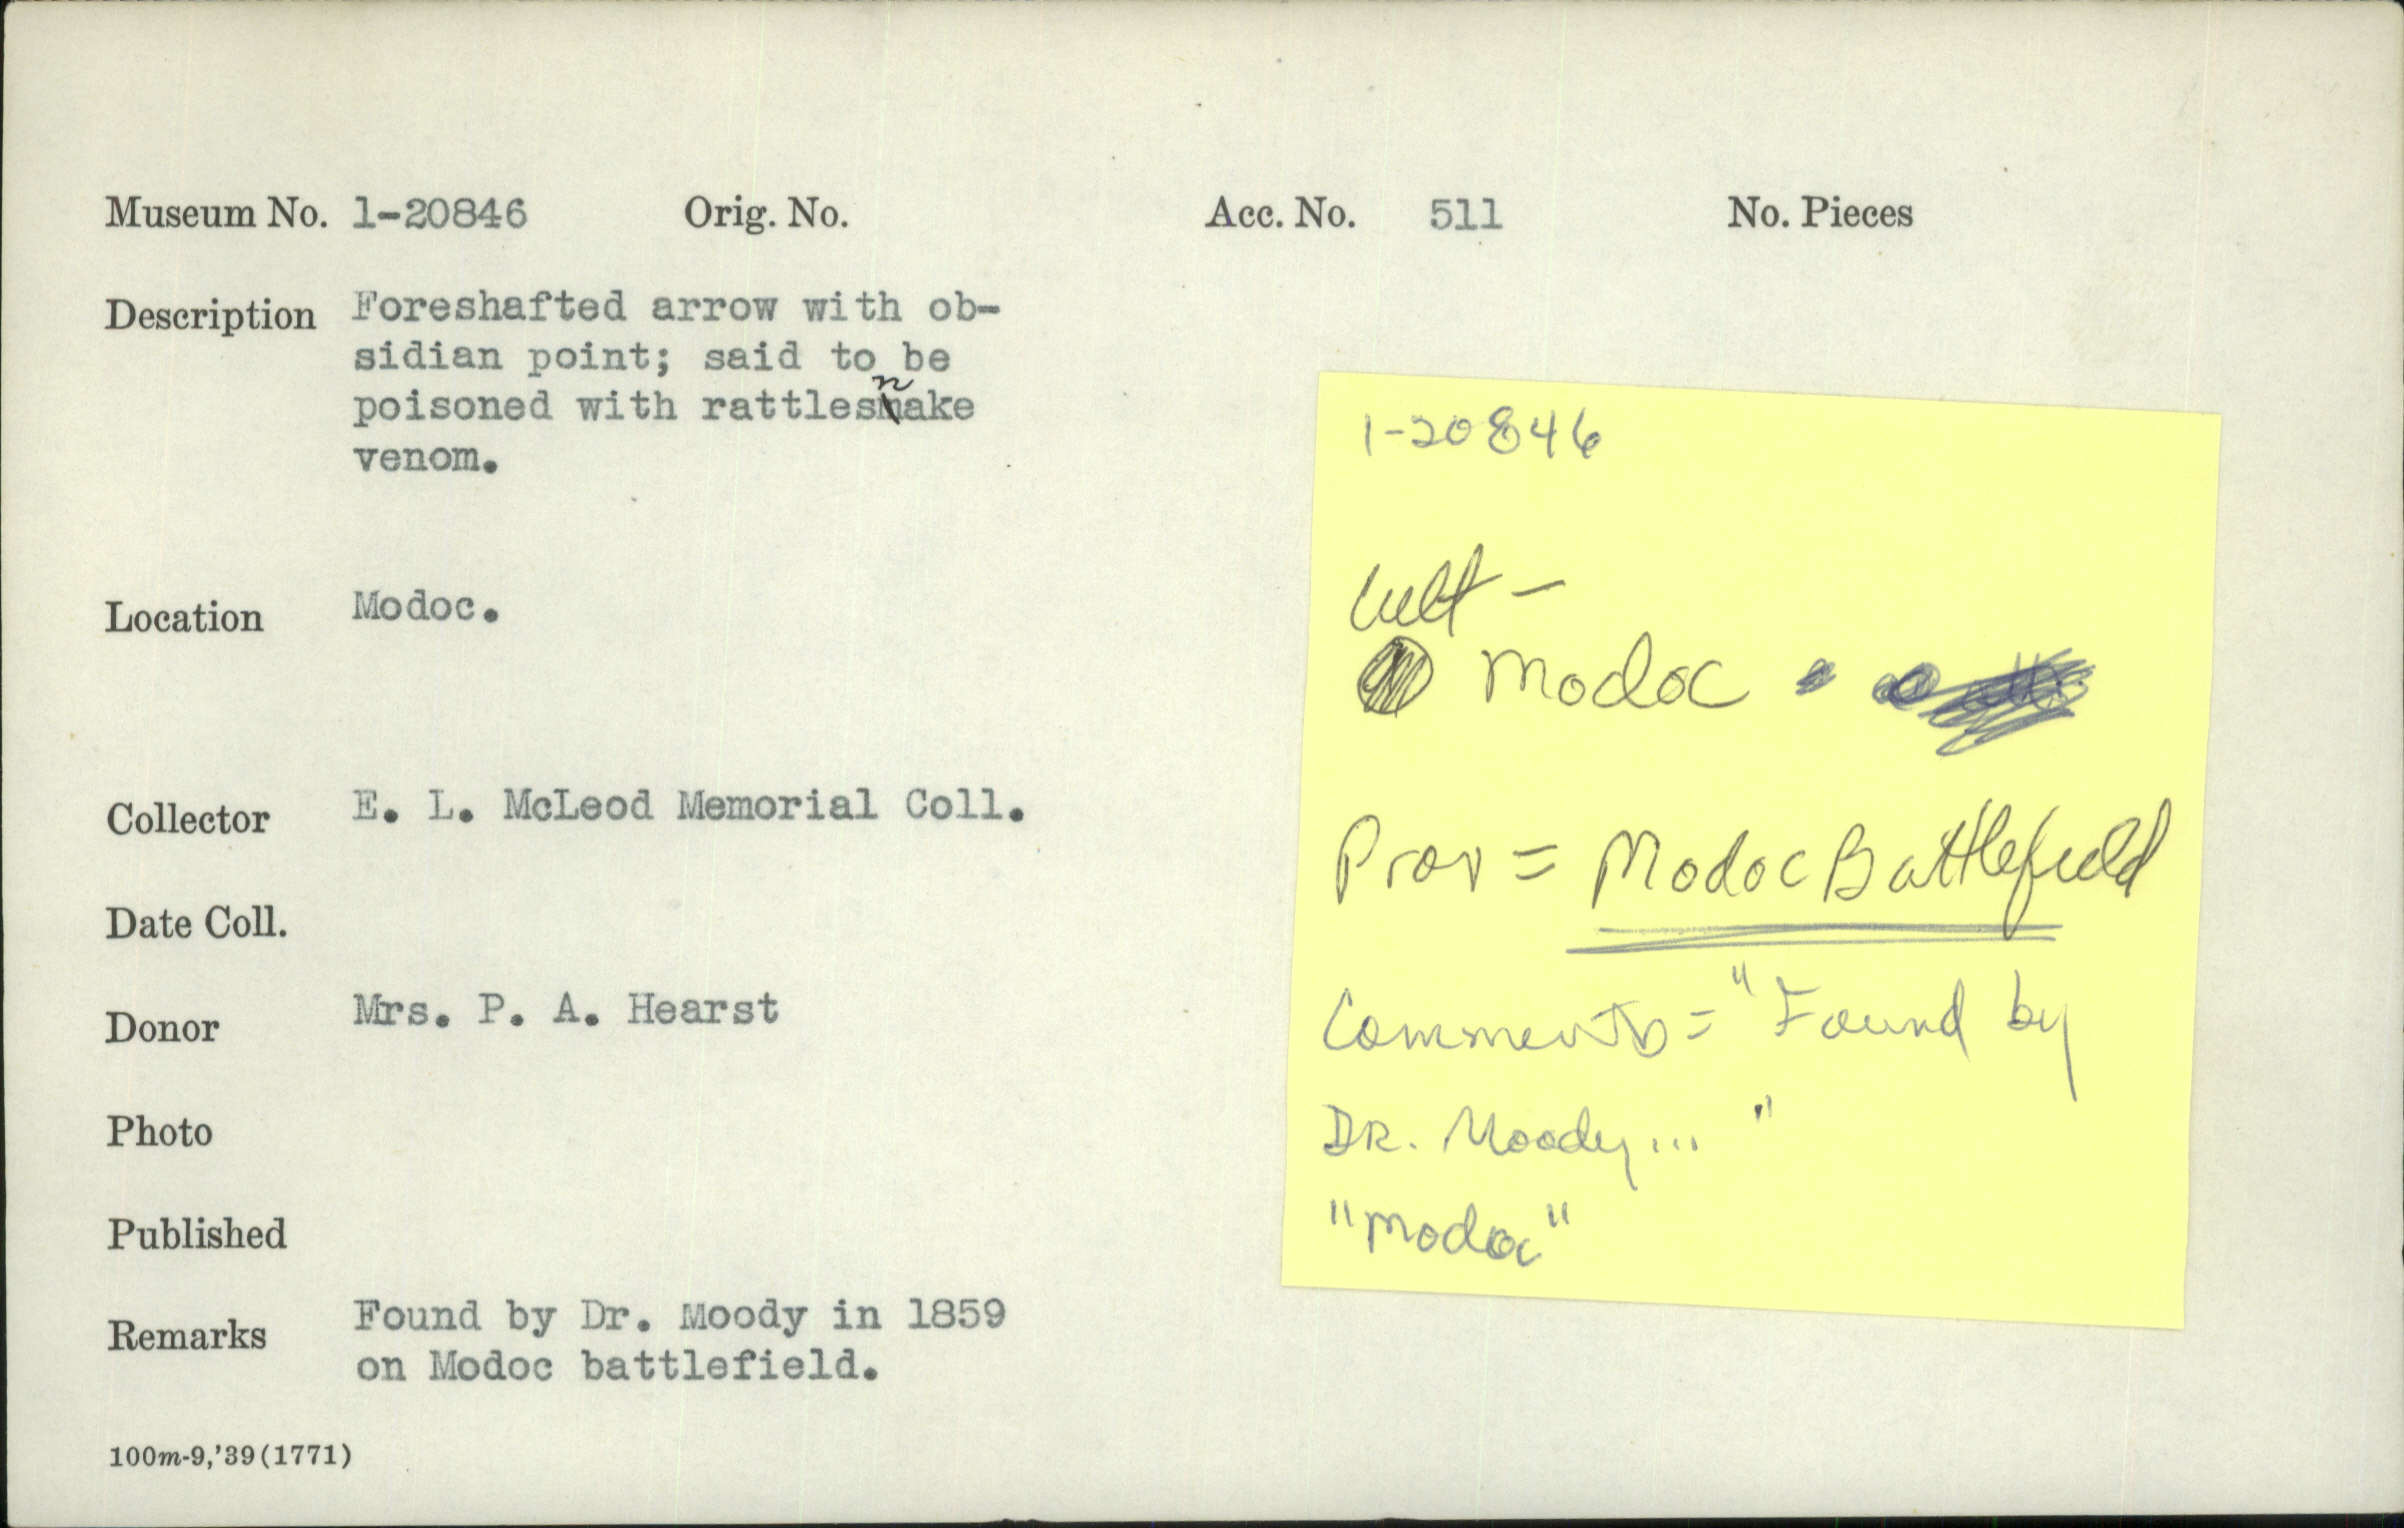 Museum No. 1-20846 Orig. No. Acc. No. 511 No. Pieces
Description Foreshafted arrow with ob-
sidian point; said to be
poisoned with rattlesnake
venom.
Location Modoc.
Collector E. L. McLeod Memorial Coll.
Date Coll.
Donor Mrs. P. A. Hearst
Photo
Published
Remarks Found by Dr. Moody in 1859
on Modoc battlefield.
100m-9,'39(1771)
1-20846
Cult -
Modoc
Prov = Modoc Battlefield
Comments = "Found by
DR. Moody... "
"Modoc"